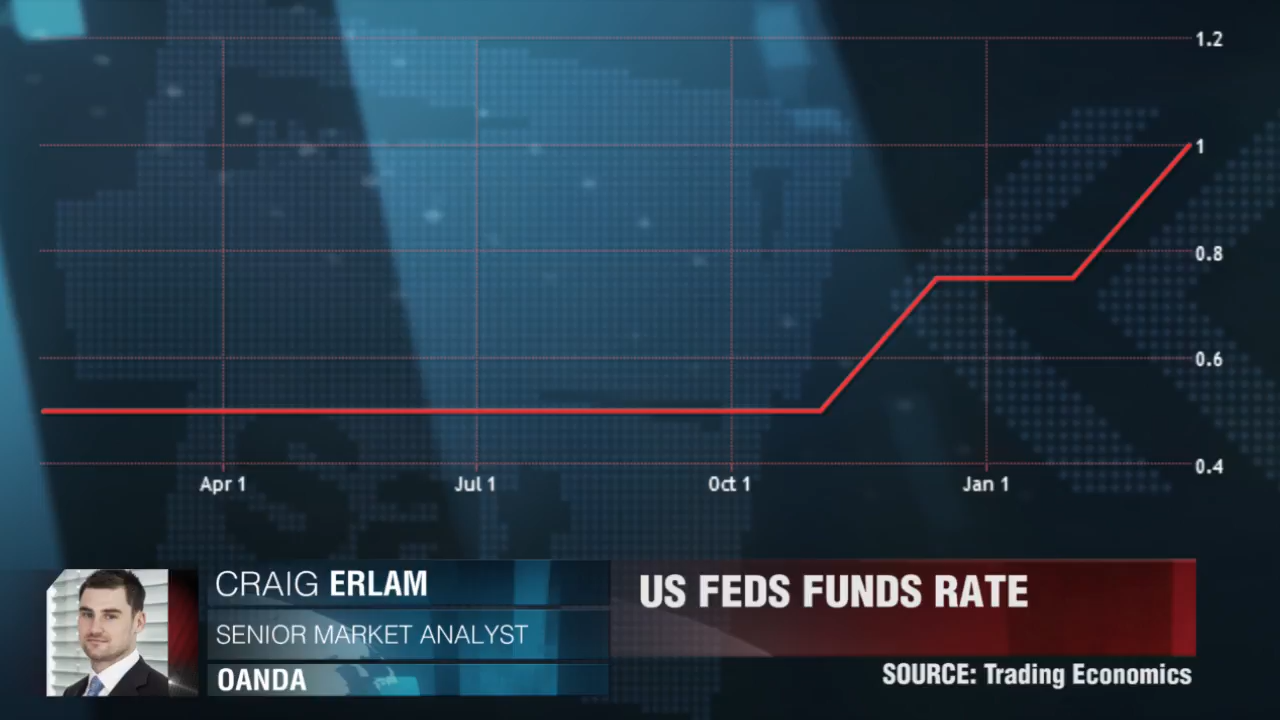 1.2
1
0.8
0.6
0.4
Apr 1 Jul 1 Oct 1 Jan 1
CRAIG ERLAM
SENIOR MARKET ANALYST
OANDA
US FEDS FUNDS RATE
SOURCE: Trading Economics